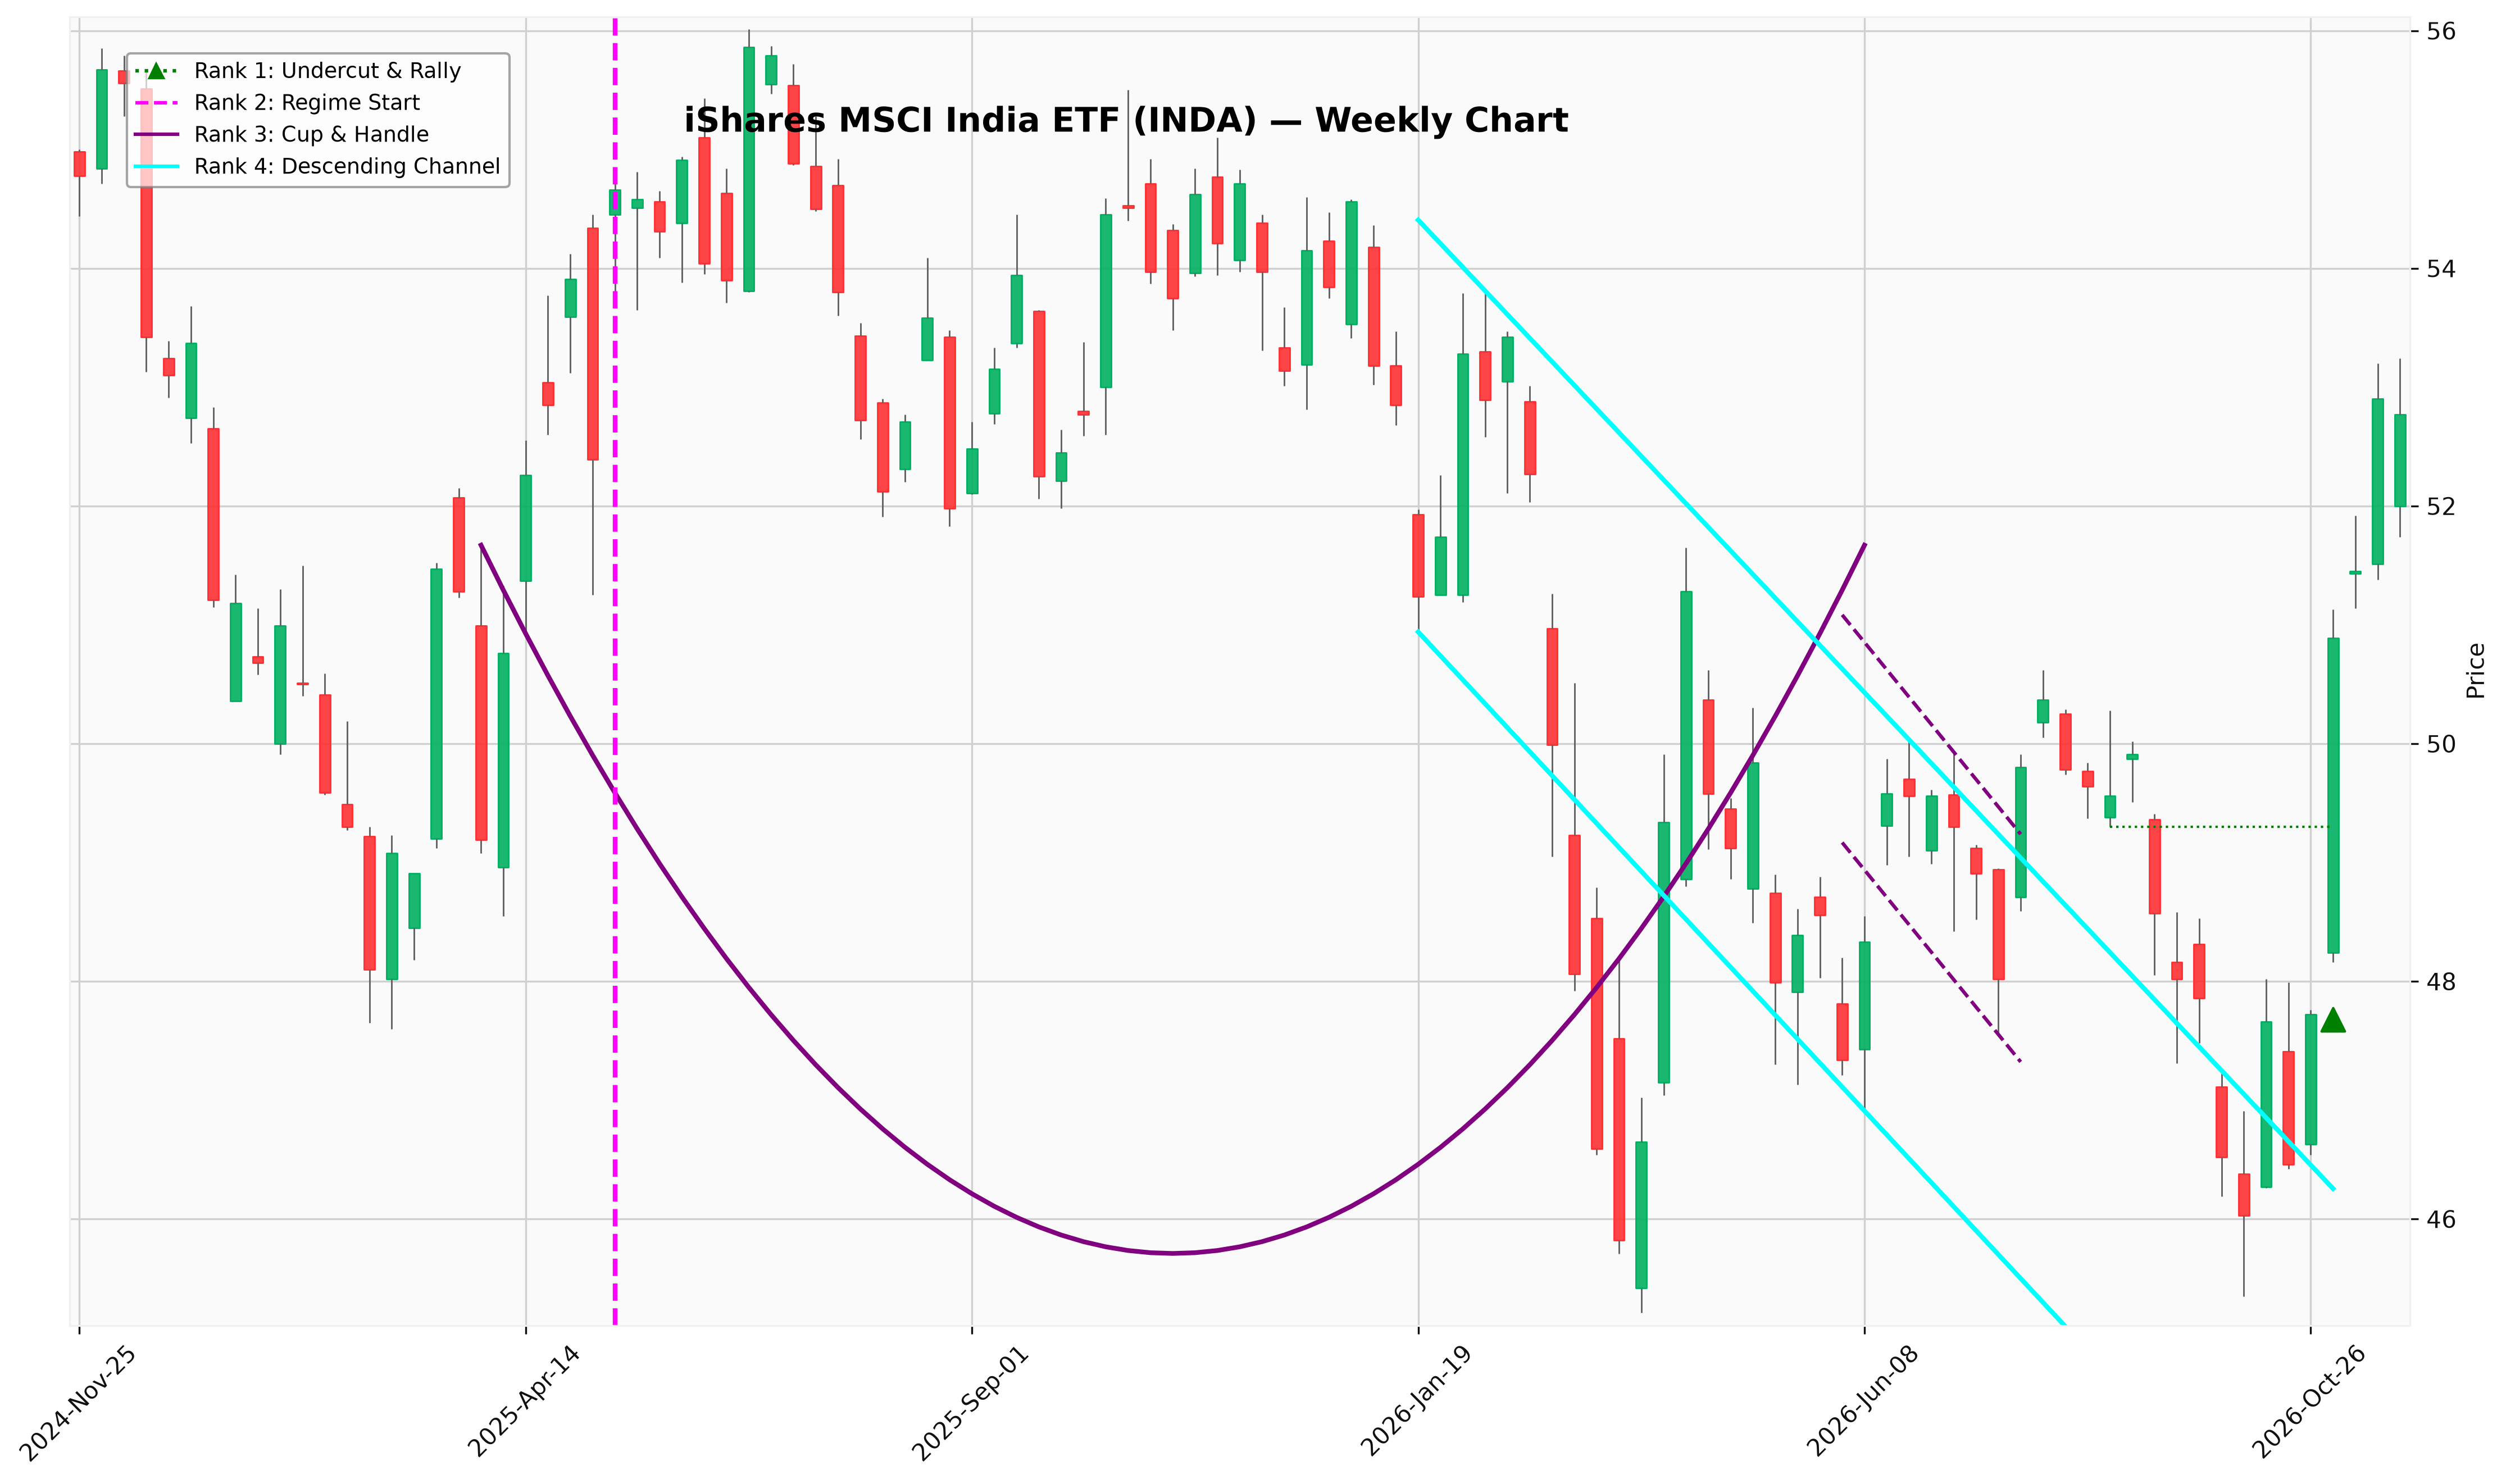 iShares MSCI India ETF (INDA) — Weekly Chart
Rank 1: Undercut & Rally
Rank 2: Regime Start
Rank 3: Cup & Handle
Rank 4: Descending Channel
56
54
52
50
48
46
Price
2024-Nov-25
2025-Apr-14
2025-Sep-01
2026-Jan-19
2026-Jun-08
2026-Oct-26